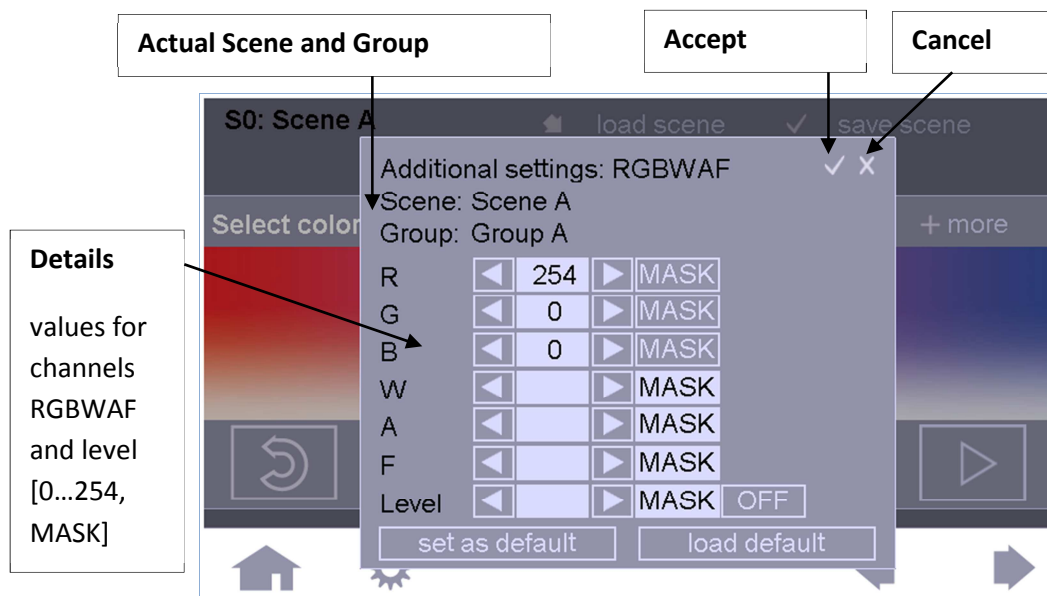 Actual Scene and Group
Accept
Cancel
S0: Scene A
load scene
save scene
Additional settings: RGBWAF
Scene: Scene A
Group: Group A
Select color
+ more
Details
values for
channels
RGBWAF
and level
[0…254,
MASK]
R 254 MASK
G 0 MASK
B 0 MASK
W MASK
A MASK
F MASK
Level MASK OFF
set as default
load default